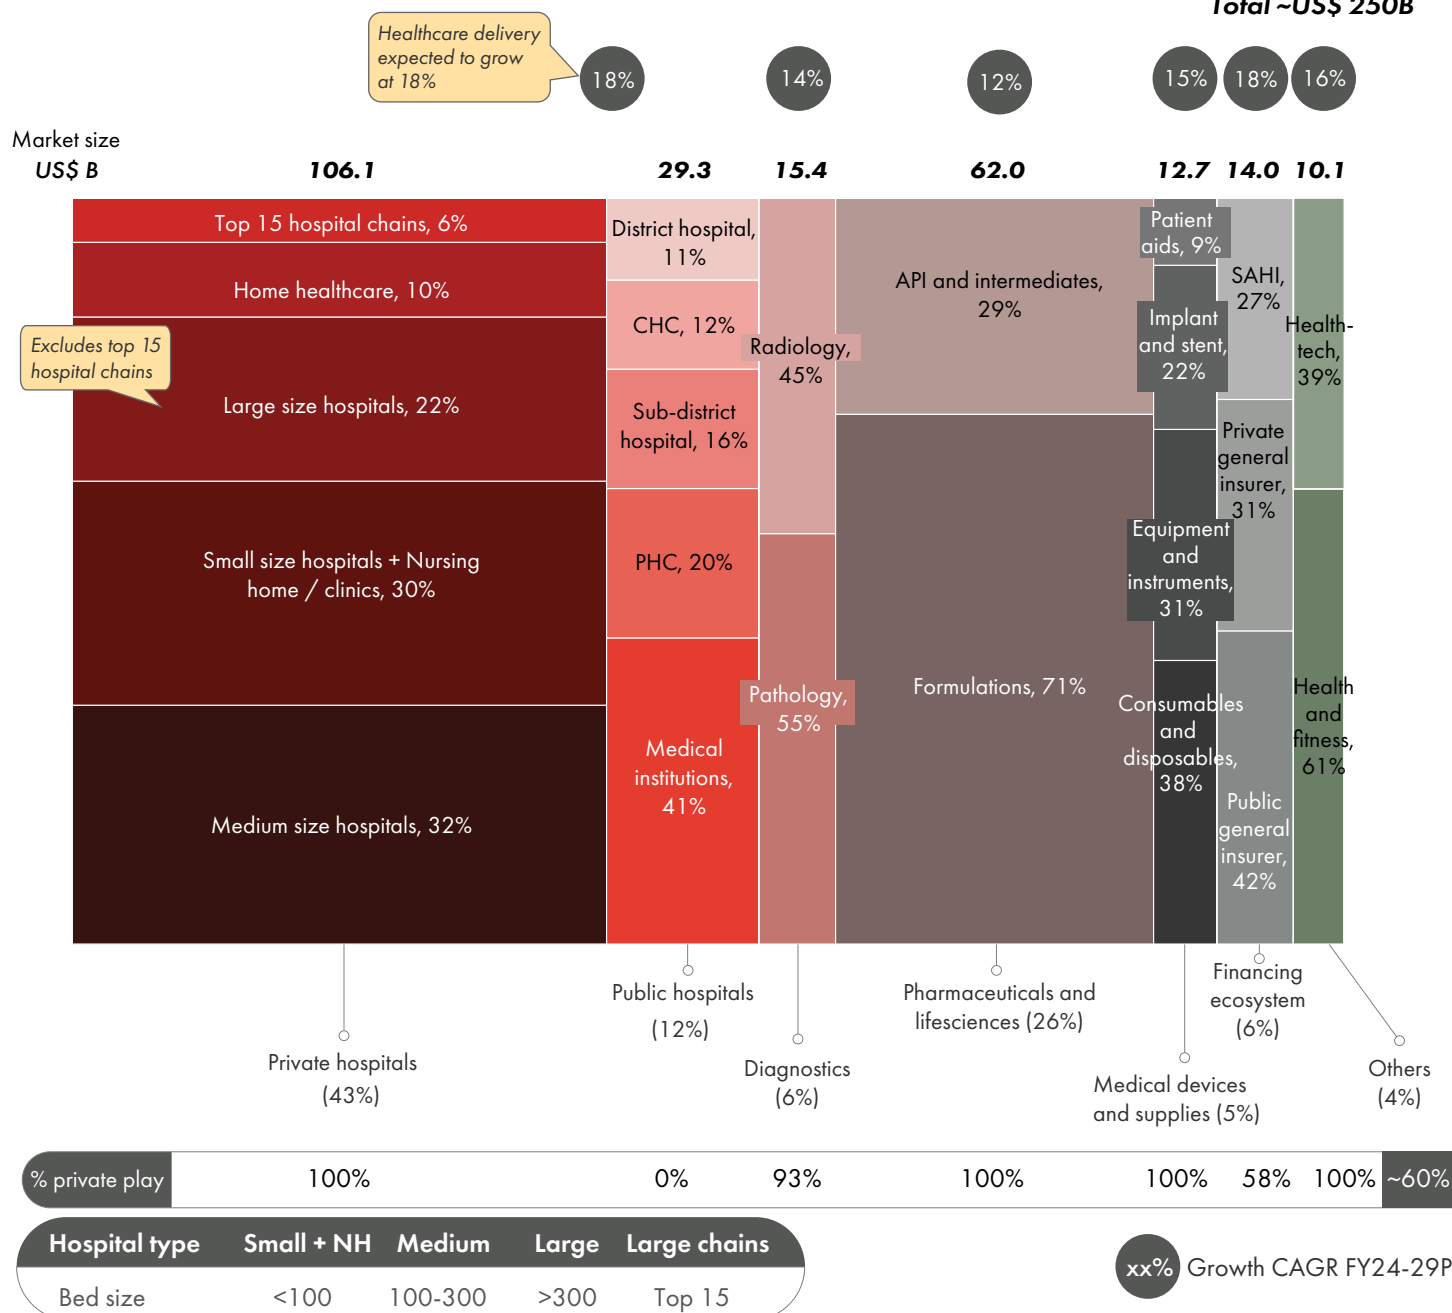 Total ~US$ 250B
Healthcare delivery
expected to grow
at 18%
18%
14%
12%
15%
18%
16%
Market size
US$ B
106.1
29.3
15.4
62.0
12.7
14.0
10.1
Top 15 hospital chains, 6%
Home healthcare, 10%
Excludes top 15
hospital chains
Large size hospitals, 22%
Small size hospitals + Nursing
home / clinics, 30%
Medium size hospitals, 32%
District hospital,
11%
CHC, 12%
Sub-district
hospital, 16%
PHC, 20%
Medical
institutions,
41%
Radiology,
45%
Pathology,
55%
API and intermediates,
29%
Formulations, 71%
Patient
aids, 9%
Implant
and stent,
22%
Equipment
and
instruments,
31%
Consumables
and
disposables,
38%
SAHI,
27%
Private
general
insurer,
31%
Public
general
insurer,
42%
Health-
tech,
39%
Health
and
fitness,
61%
Private hospitals
(43%)
Public hospitals
(12%)
Diagnostics
(6%)
Pharmaceuticals and
lifesciences (26%)
Medical devices
and supplies (5%)
Financing
ecosystem
(6%)
Others
(4%)
% private play 100% 0% 93% 100% 100% 58% 100% ~60%
Hospital type Small + NH Medium Large Large chains
Bed size <100 100-300 >300 Top 15
xx% Growth CAGR FY24-29P